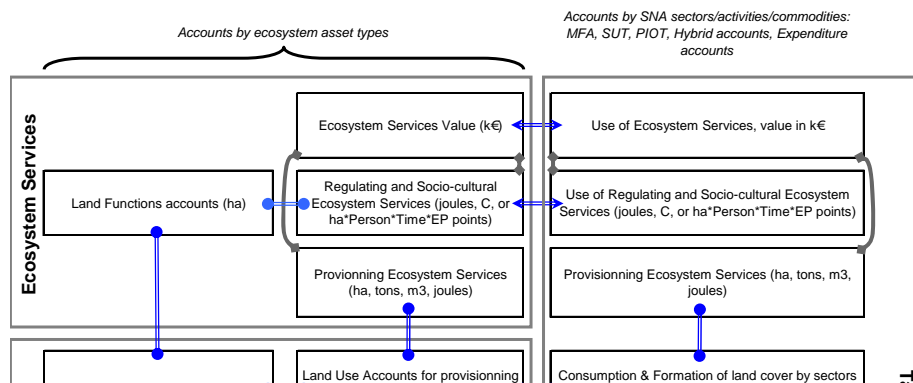 Accounts by ecosystem asset types
Accounts by SNA sectors/activities/commodities:
MFA, SUT, PIOT, Hybrid accounts, Expenditure
accounts
Ecosystem Services
Ecosystem Services Value (k€)
Use of Ecosystem Services, value in k€
Land Functions accounts (ha)
Regulating and Socio-cultural
Ecosystem Services (joules, C, or
ha*Person*Time*EP points)
Use of Regulating and Socio-cultural Ecosystem
Services (joules, C, or ha*Person*Time*EP points)
Provionning Ecosystem Services
(ha, tons, m3, joules)
Provisionning Ecosystem Services (ha, tons, m3,
joules)
Land Use Accounts for provisionning
Consumption & Formation of land cover by sectors